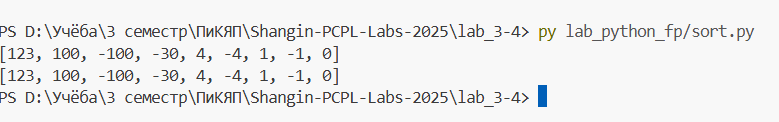 PS D:\Учёба\3 семестр\ПиКЯП\Shangin-PCPL-Labs-2025\lab_3-4> py lab_python_fp/sort.py
[123, 100, -100, -30, 4, -4, 1, -1, 0]
[123, 100, -100, -30, 4, -4, 1, -1, 0]
PS D:\Учёба\3 семестр\ПиКЯП\Shangin-PCPL-Labs-2025\lab_3-4>